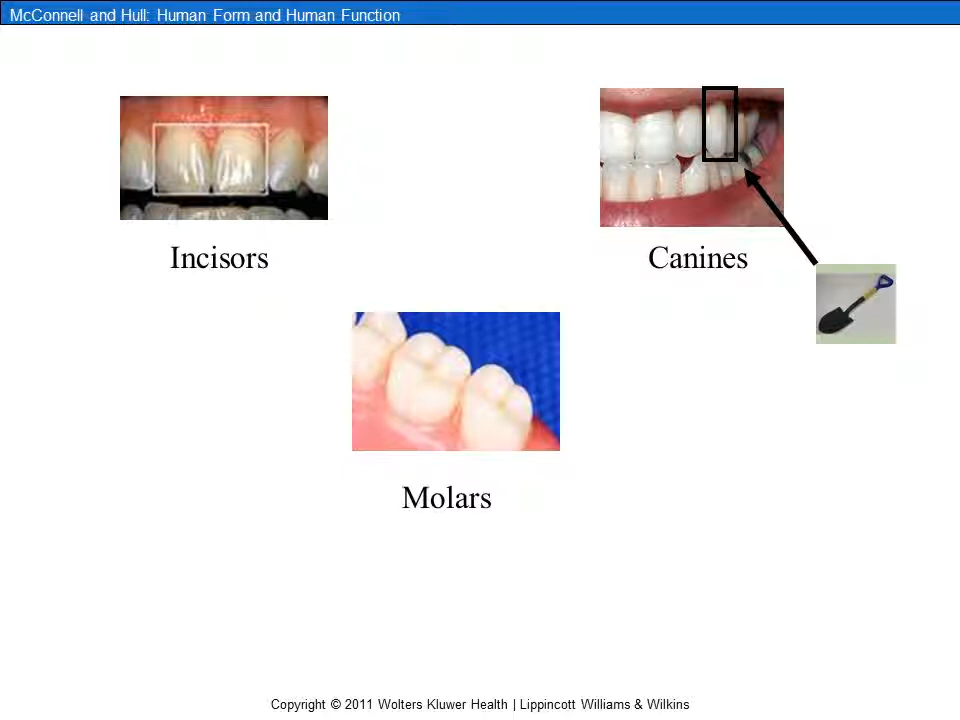 McConnell and Hull: Human Form and Human Function
Incisors
Canines
Molars
Copyright © 2011 Wolters Kluwer Health | Lippincott Williams & Wilkins